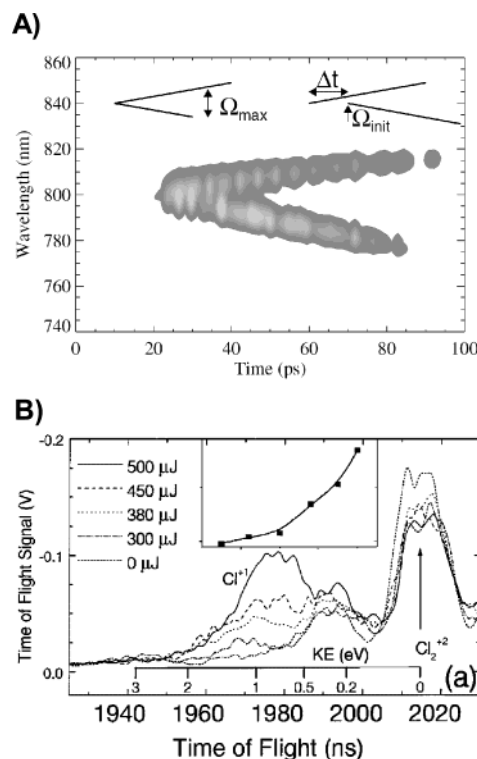 A)
860
840
820
800
780
760
740
Wavelength (nm)
Ωmax
Δt
Ωinit
0
20
40
60
80
100
Time (ps)
B)
-0.2
-0.1
0.0
Time of Flight Signal (V)
500 μJ
450 μJ
380 μJ
300 μJ
0 μJ
Cl+1
Cl2+2
KE (eV)
3
2
1
0.5
0.2
0
(a)
1940
1960
1980
2000
2020
Time of Flight (ns)